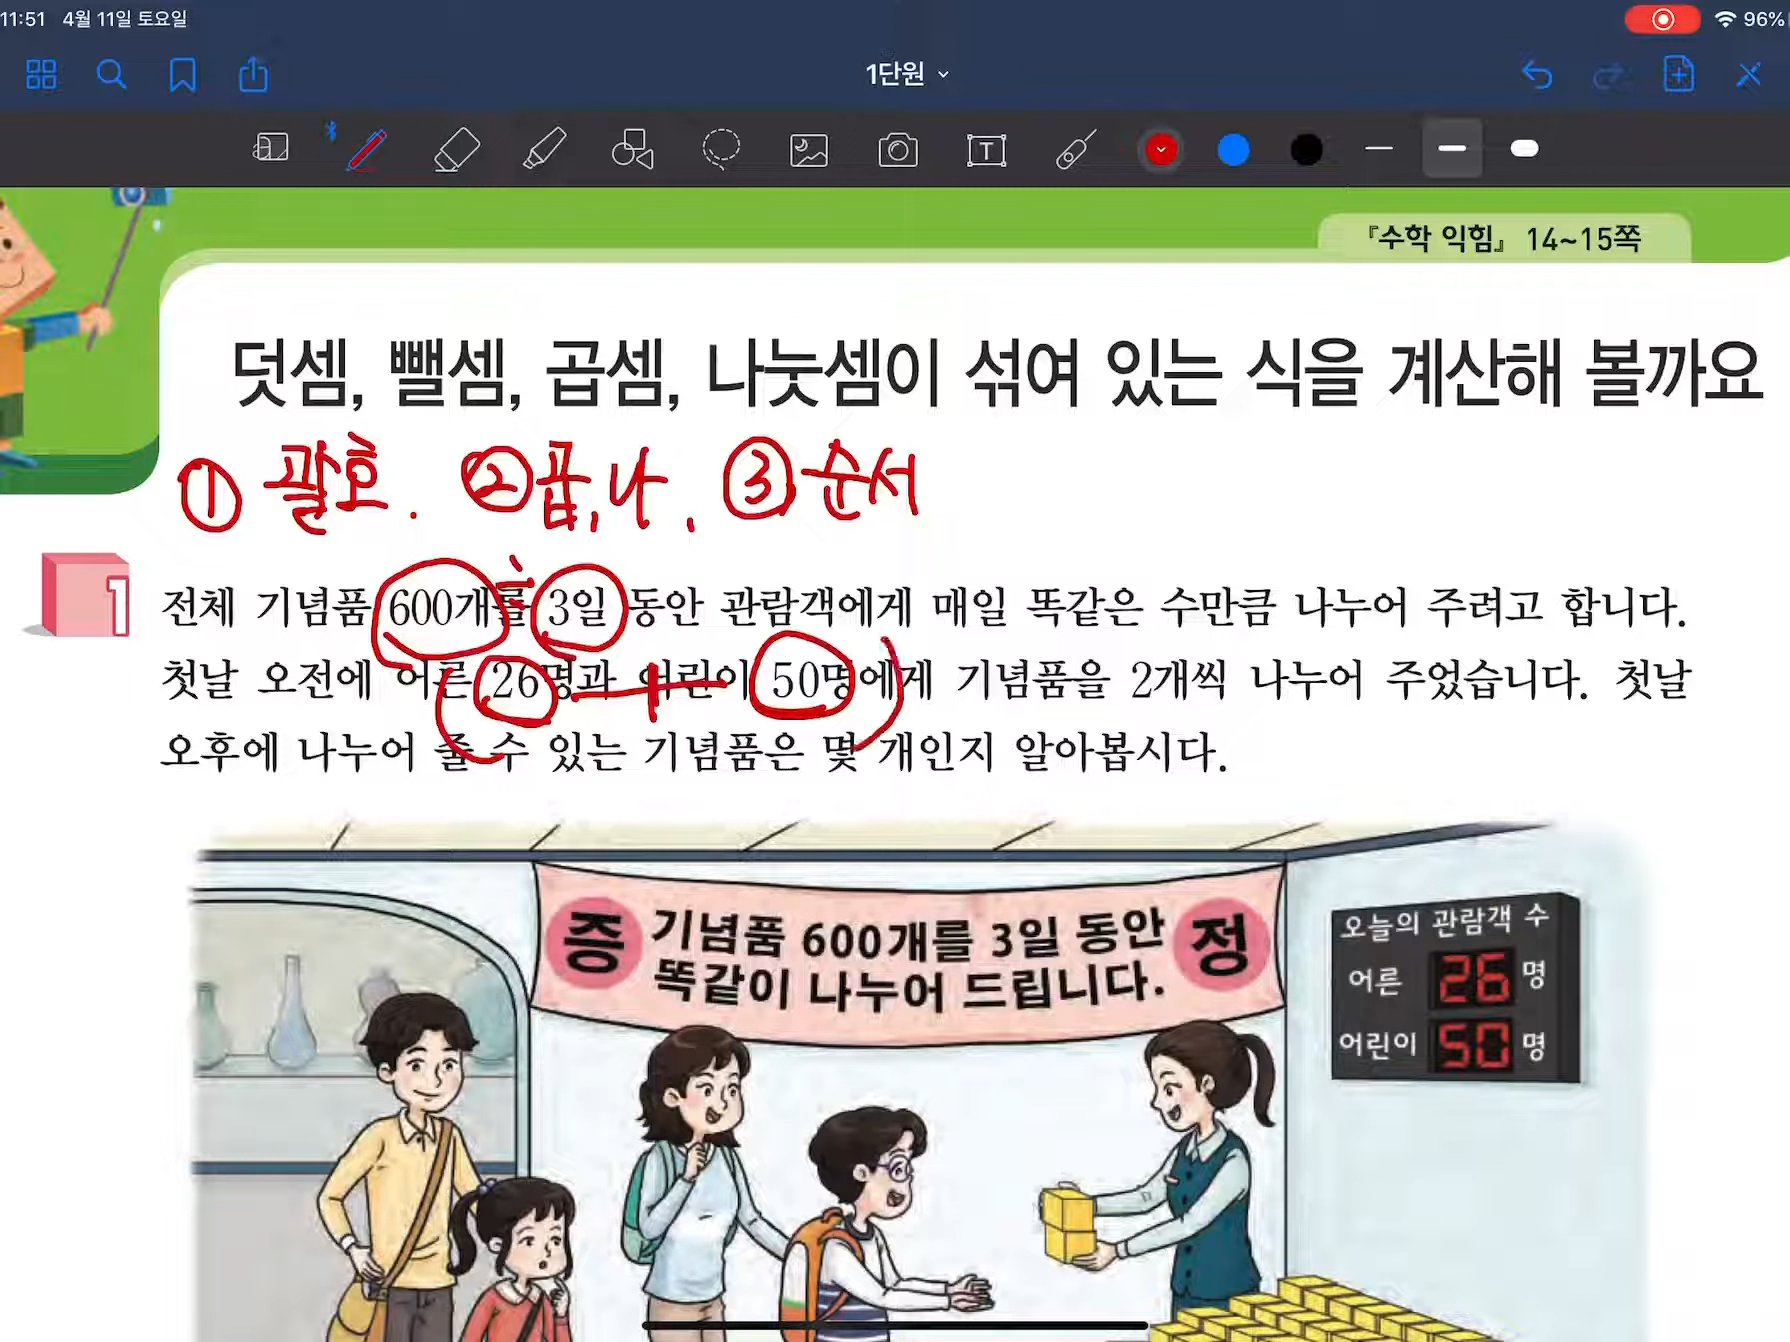 11:51 4월 11일 토요일
96%
1단원
『수학 익힘』 14~15쪽
덧셈, 뺄셈, 곱셈, 나눗셈이 섞여 있는 식을 계산해 볼까요
① 괄호. ②곱, 나, ③순서
1
÷
전체 기념품 600개를 3일 동안 관람객에게 매일 똑같은 수만큼 나누어 주려고 합니다.
첫날 오전에 어른 26명과 어린이 50명에게 기념품을 2개씩 나누어 주었습니다. 첫날
( + )
오후에 나누어 줄 수 있는 기념품은 몇 개인지 알아봅시다.
증 기념품 600개를 3일 동안 정
똑같이 나누어 드립니다.
오늘의 관람객 수
어른 26 명
어린이 50 명